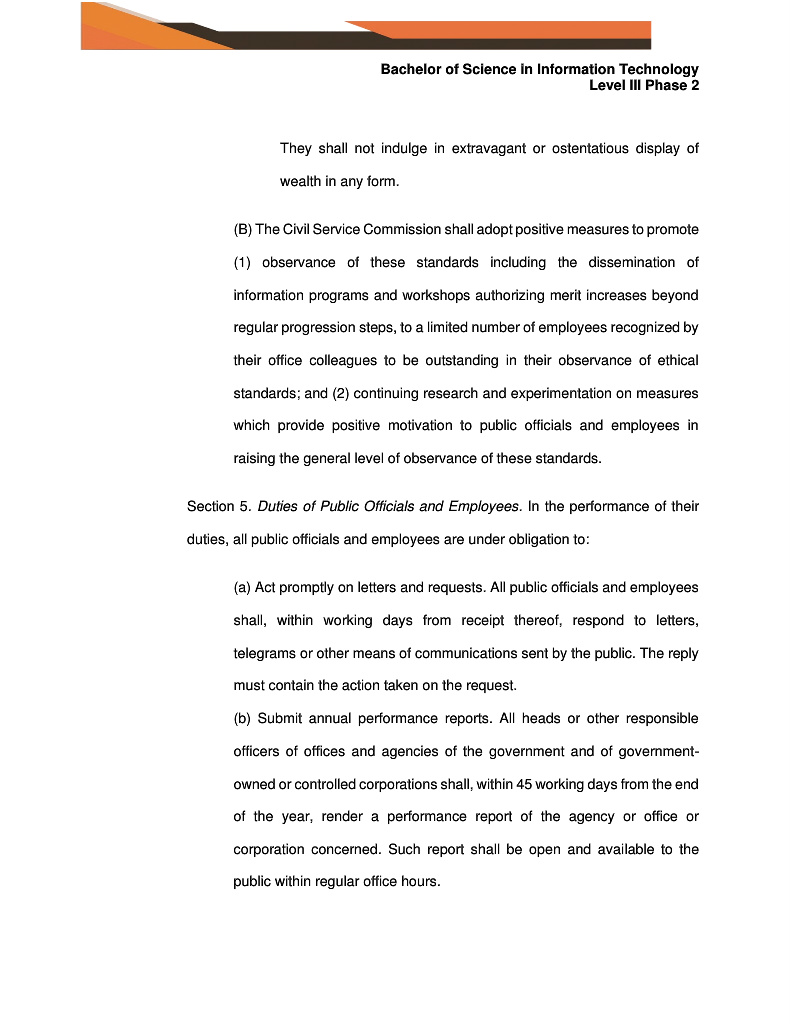 Bachelor of Science in Information Technology
Level III Phase 2
They shall not indulge in extravagant or ostentatious display of
wealth in any form.
(B) The Civil Service Commission shall adopt positive measures to promote
(1) observance of these standards including the dissemination of
information programs and workshops authorizing merit increases beyond
regular progression steps, to a limited number of employees recognized by
their office colleagues to be outstanding in their observance of ethical
standards; and (2) continuing research and experimentation on measures
which provide positive motivation to public officials and employees in
raising the general level of observance of these standards.
Section 5. Duties of Public Officials and Employees. In the performance of their
duties, all public officials and employees are under obligation to:
(a) Act promptly on letters and requests. All public officials and employees
shall, within working days from receipt thereof, respond to letters,
telegrams or other means of communications sent by the public. The reply
must contain the action taken on the request.
(b) Submit annual performance reports. All heads or other responsible
officers of offices and agencies of the government and of government-
owned or controlled corporations shall, within 45 working days from the end
of the year, render a performance report of the agency or office or
corporation concerned. Such report shall be open and available to the
public within regular office hours.